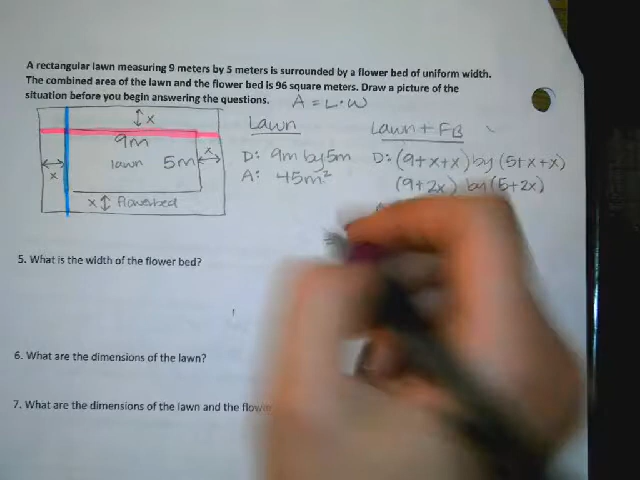 A rectangular lawn measuring 9 meters by 5 meters is surrounded by a flower bed of uniform width.
The combined area of the lawn and the flower bed is 96 square meters. Draw a picture of the
situation before you begin answering the questions. A = L·W
x
9m
lawn 5m x
x
x flowerbed
Lawn
D: 9m by 5m
A: 45m²
Lawn + FB
D: (9+x+x) by (5+x+x)
(9+2x) by (5+2x)
5. What is the width of the flower bed?
6. What are the dimensions of the lawn?
7. What are the dimensions of the lawn and the